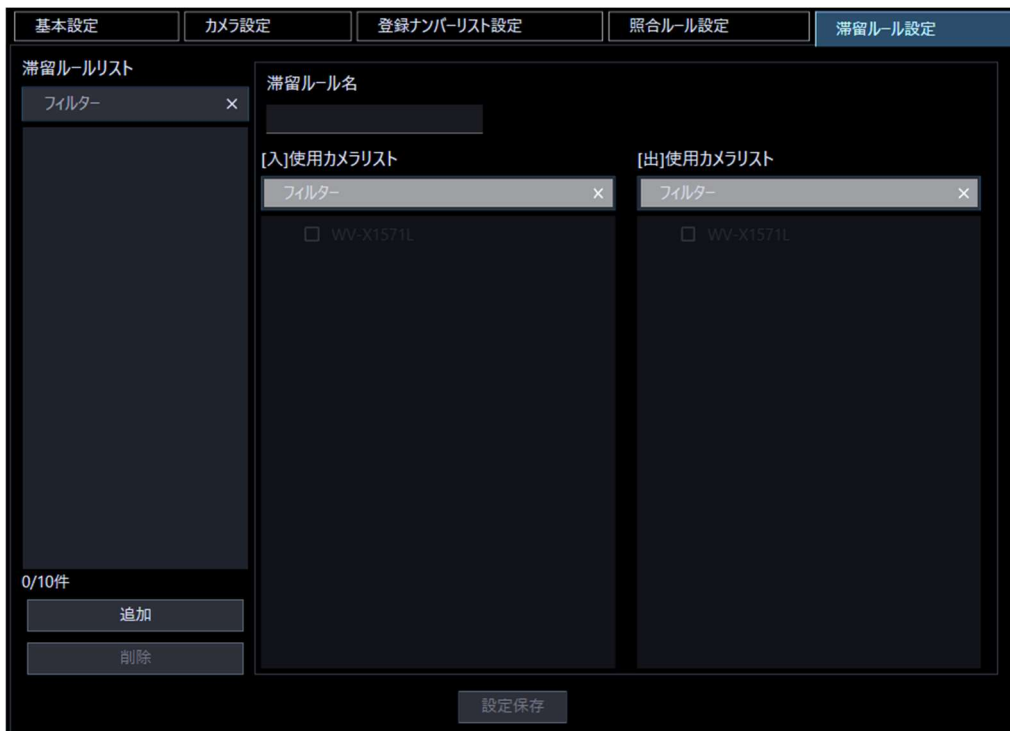 基本設定
カメラ設定
登録ナンバーリスト設定
照合ルール設定
滞留ルール設定
滞留ルールリスト
フィルター ×
0/10件
追加
削除
滞留ルール名
[入]使用カメラリスト
フィルター ×
WV-X1571L
[出]使用カメラリスト
フィルター ×
WV-X1571L
設定保存